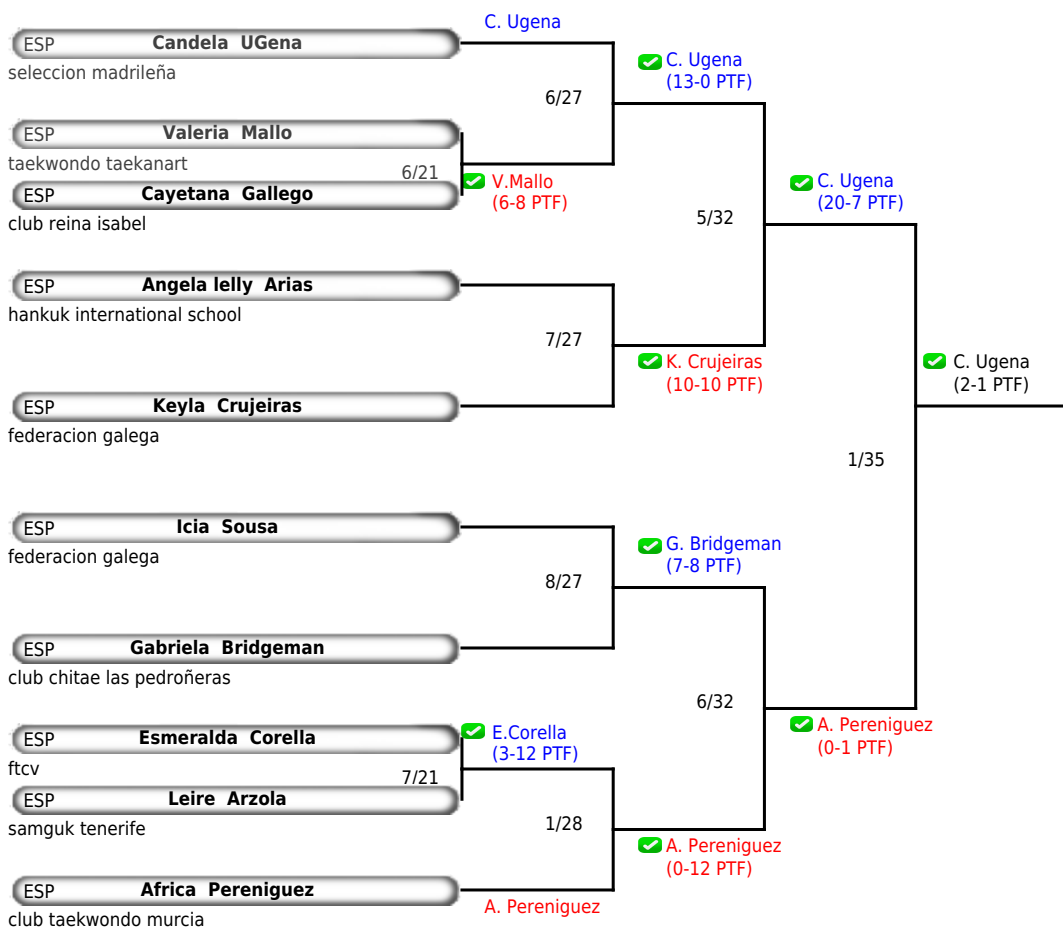 C. Ugena
ESP Candela UGena
seleccion madrileña
C. Ugena
(13-0 PTF)
6/27
ESP Valeria Mallo
taekwondo taekanart
6/21
V.Mallo
(6-8 PTF)
ESP Cayetana Gallego
club reina isabel
C. Ugena
(20-7 PTF)
5/32
ESP Angela lelly Arias
hankuk international school
7/27
K. Crujeiras
(10-10 PTF)
C. Ugena
(2-1 PTF)
ESP Keyla Crujeiras
federacion galega
1/35
ESP Icia Sousa
federacion galega
G. Bridgeman
(7-8 PTF)
8/27
ESP Gabriela Bridgeman
club chitae las pedroñeras
6/32
A. Pereniguez
(0-1 PTF)
ESP Esmeralda Corella
E.Corella
(3-12 PTF)
ftcv
7/21
ESP Leire Arzola
samguk tenerife
1/28
A. Pereniguez
(0-12 PTF)
ESP Africa Pereniguez
A. Pereniguez
club taekwondo murcia